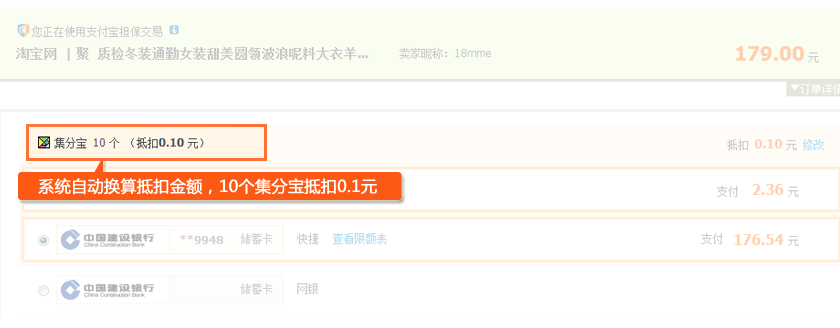 您正在使用支付宝担保交易
淘宝网 | 聚 质检冬装通勤女装甜美圆领波浪呢料大衣羊... 卖家昵称：18mme 179.00 元
订单详情
集分宝 10 个 （抵扣0.10 元） 抵扣 0.10 元 修改
系统自动换算抵扣金额，10个集分宝抵扣0.1元
支付 2.36 元
中国建设银行 China Construction Bank **9948 储蓄卡 快捷 查看限额表 支付 176.54 元
中国建设银行 China Construction Bank 储蓄卡 网银